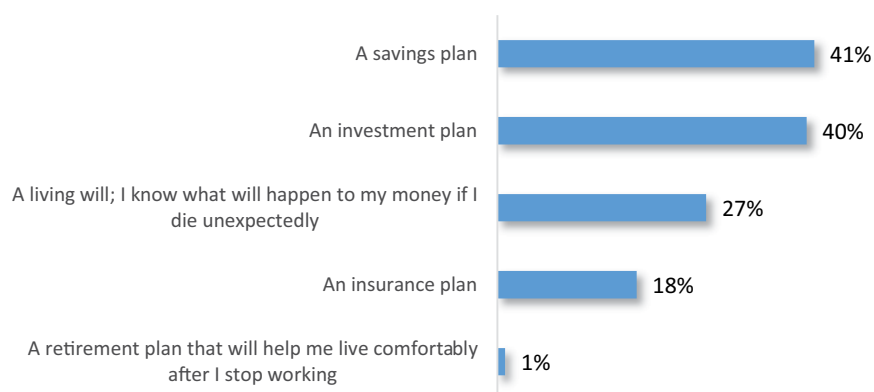 A savings plan
41%
An investment plan
40%
A living will; I know what will happen to my money if I
die unexpectedly
27%
An insurance plan
18%
A retirement plan that will help me live comfortably
after I stop working
1%